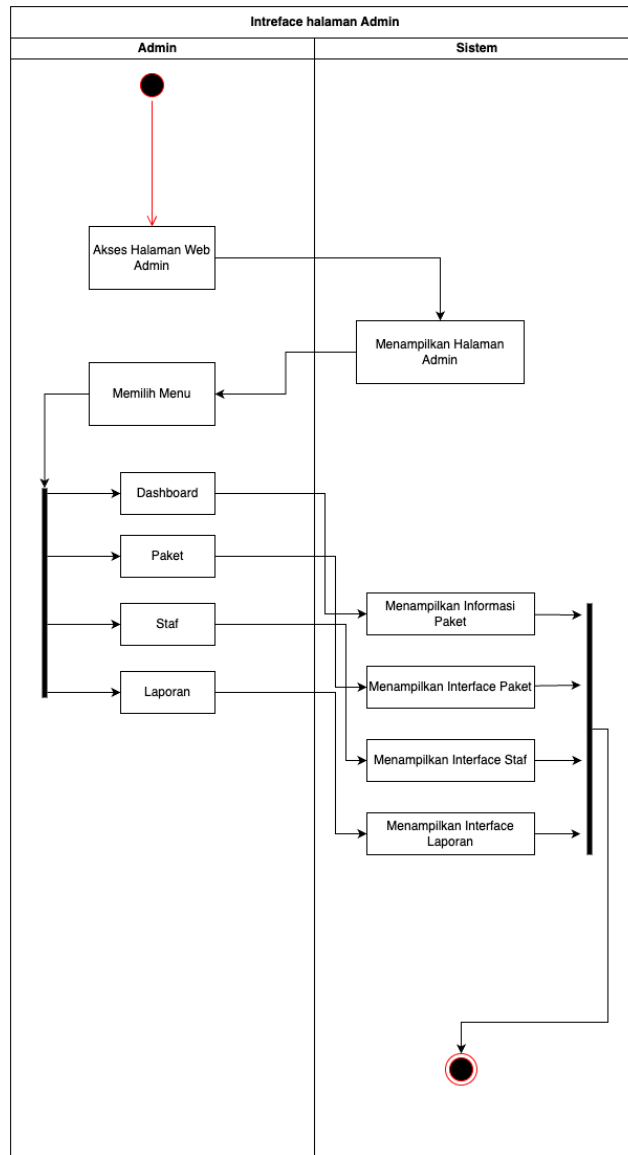 Intreface halaman Admin
Admin
Sistem
Akses Halaman Web
Admin
Menampilkan Halaman
Admin
Memilih Menu
Dashboard
Paket
Staf
Laporan
Menampilkan Informasi
Paket
Menampilkan Interface Paket
Menampilkan Interface Staf
Menampilkan Interface
Laporan